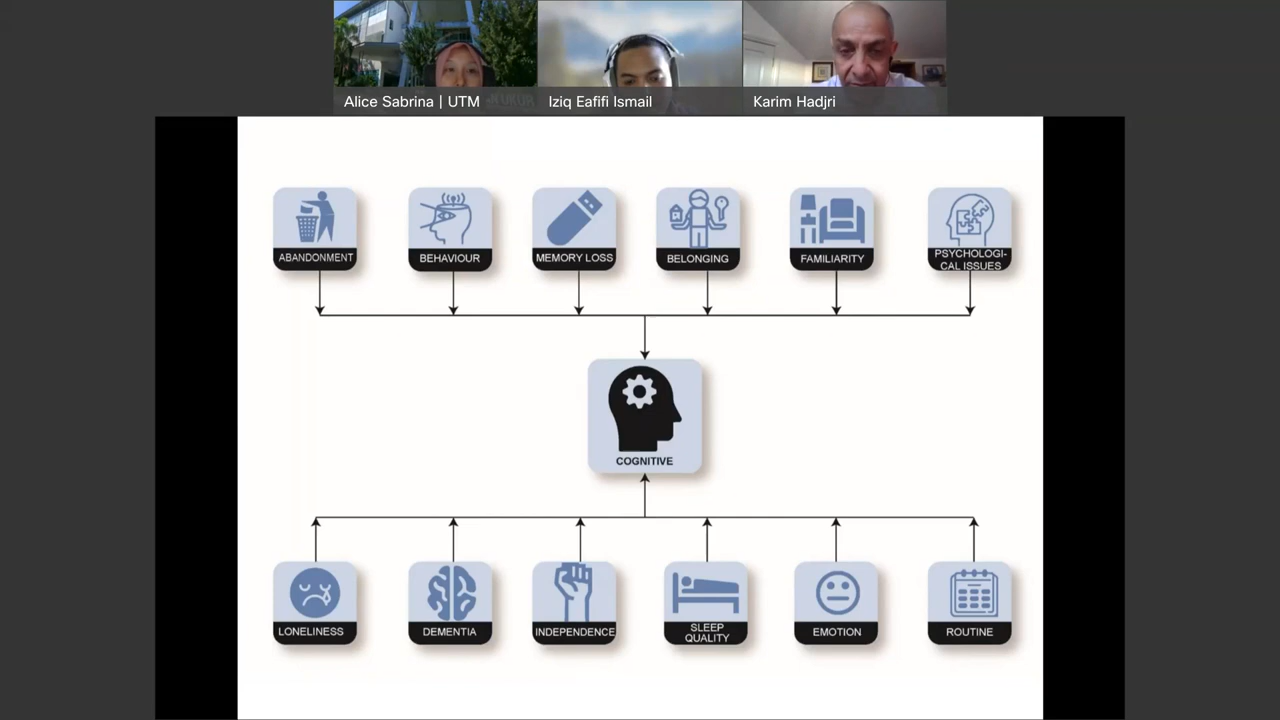 Alice Sabrina | UTM
Iziq Eafifi Ismail
Karim Hadjri
ABANDONMENT
BEHAVIOUR
MEMORY LOSS
BELONGING
FAMILIARITY
PSYCHOLOGI-
CAL ISSUES
COGNITIVE
LONELINESS
DEMENTIA
INDEPENDENCE
SLEEP
QUALITY
EMOTION
ROUTINE